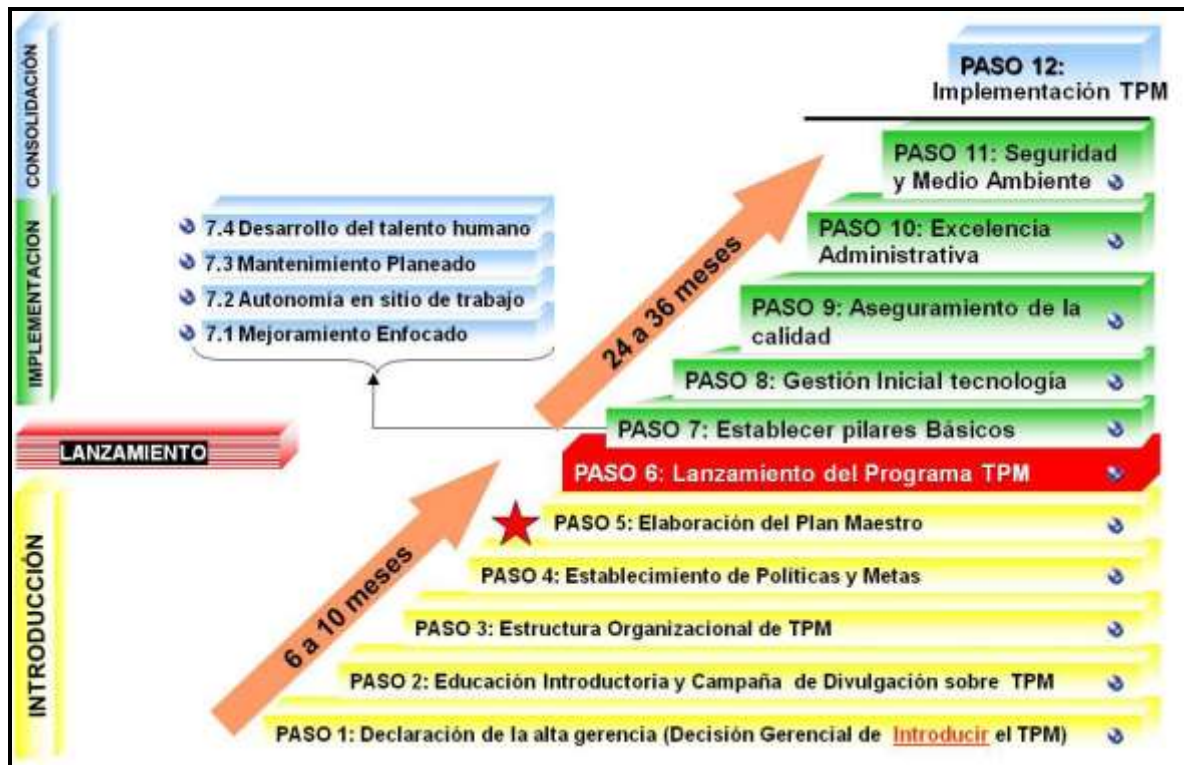 CONSOLIDACIÓN
PASO 12:
Implementación TPM
IMPLEMENTACION
PASO 11: Seguridad
y Medio Ambiente
PASO 10: Excelencia
Administrativa
PASO 9: Aseguramiento de la
calidad
PASO 8: Gestión Inicial tecnología
PASO 7: Establecer pilares Básicos
7.4 Desarrollo del talento humano
7.3 Mantenimiento Planeado
7.2 Autonomía en sitio de trabajo
7.1 Mejoramiento Enfocado
24 a 36 meses
LANZAMIENTO
PASO 6: Lanzamiento del Programa TPM
INTRODUCCIÓN
PASO 5: Elaboración del Plan Maestro
PASO 4: Establecimiento de Políticas y Metas
PASO 3: Estructura Organizacional de TPM
PASO 2: Educación Introductoria y Campaña de Divulgación sobre TPM
PASO 1: Declaración de la alta gerencia (Decisión Gerencial de Introducir el TPM)
6 a 10 meses